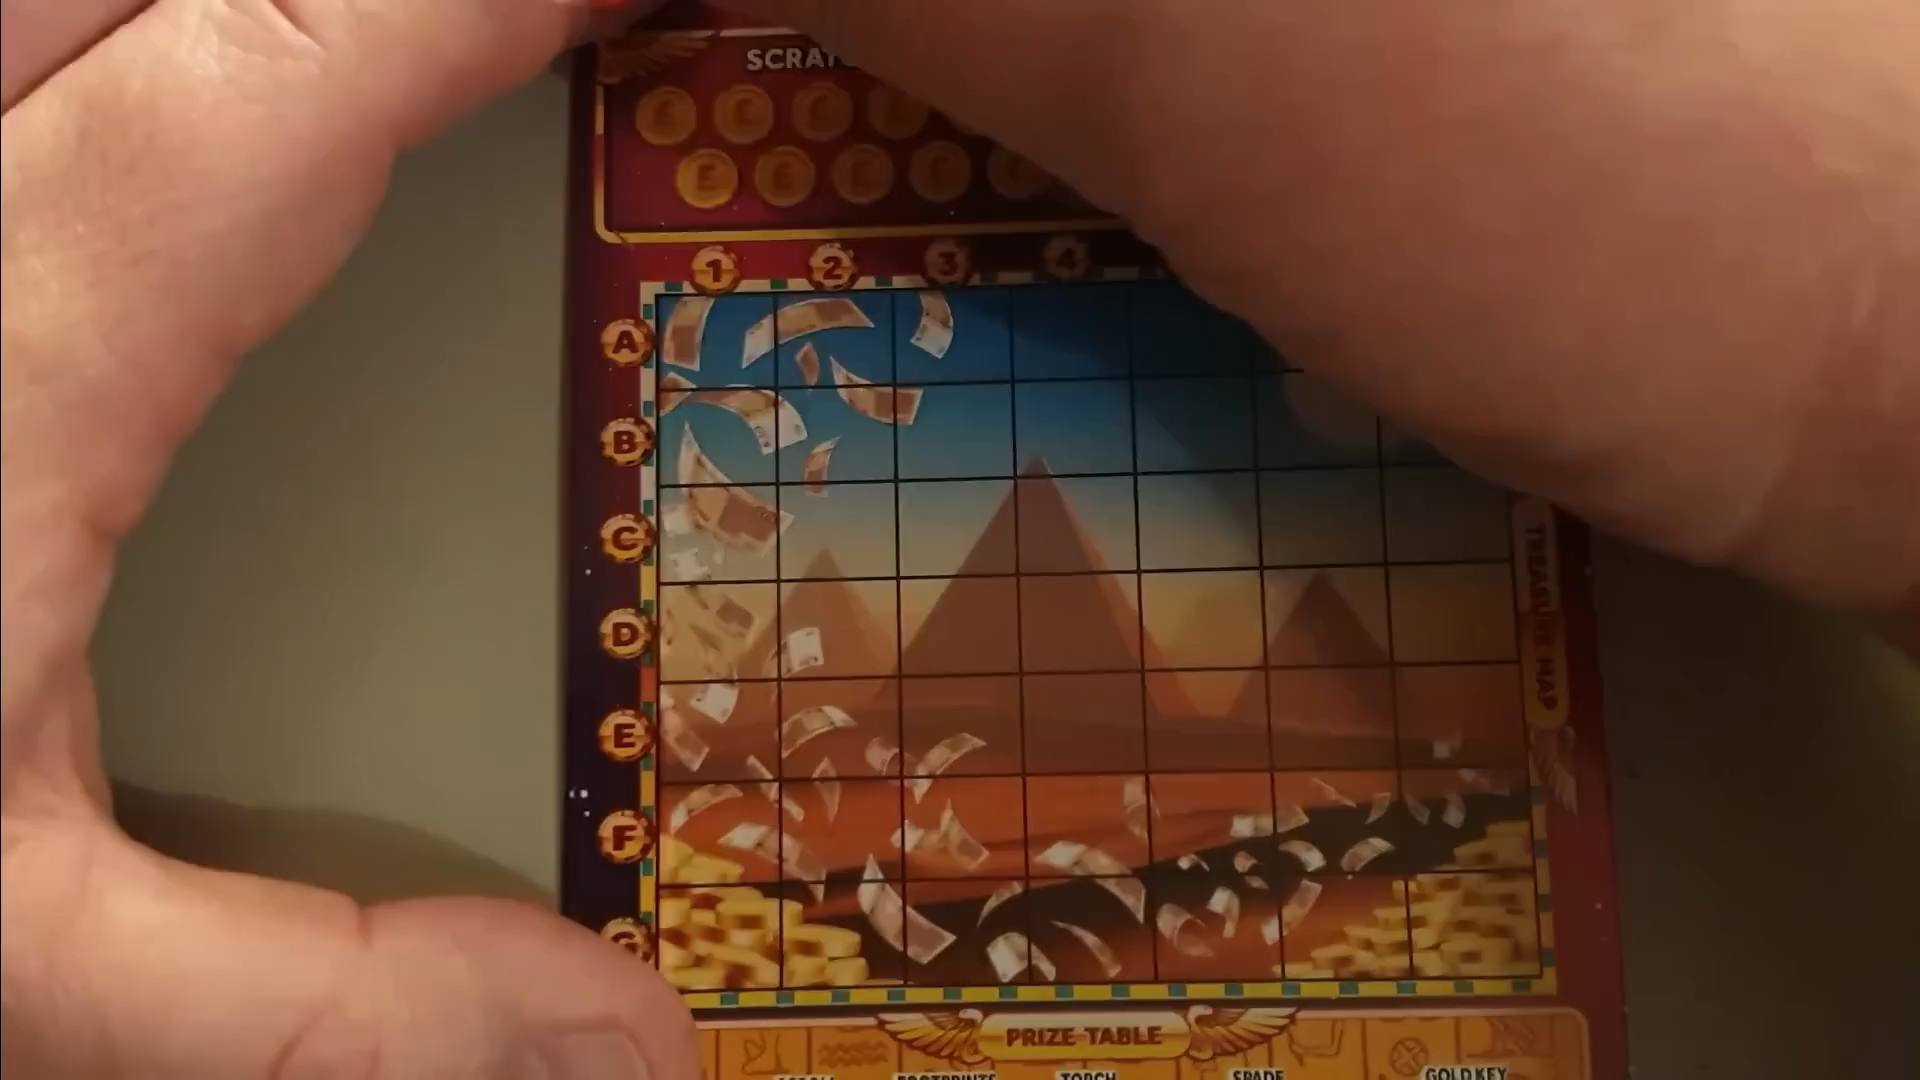 SCRATC
£ £ £ £
£ £ £ £ £
1 2 3 4
A
B
C
D
E
F
G
TREASURE MAP
PRIZE TABLE
FOOTPRINTS TORCH SPADE GOLD KEY